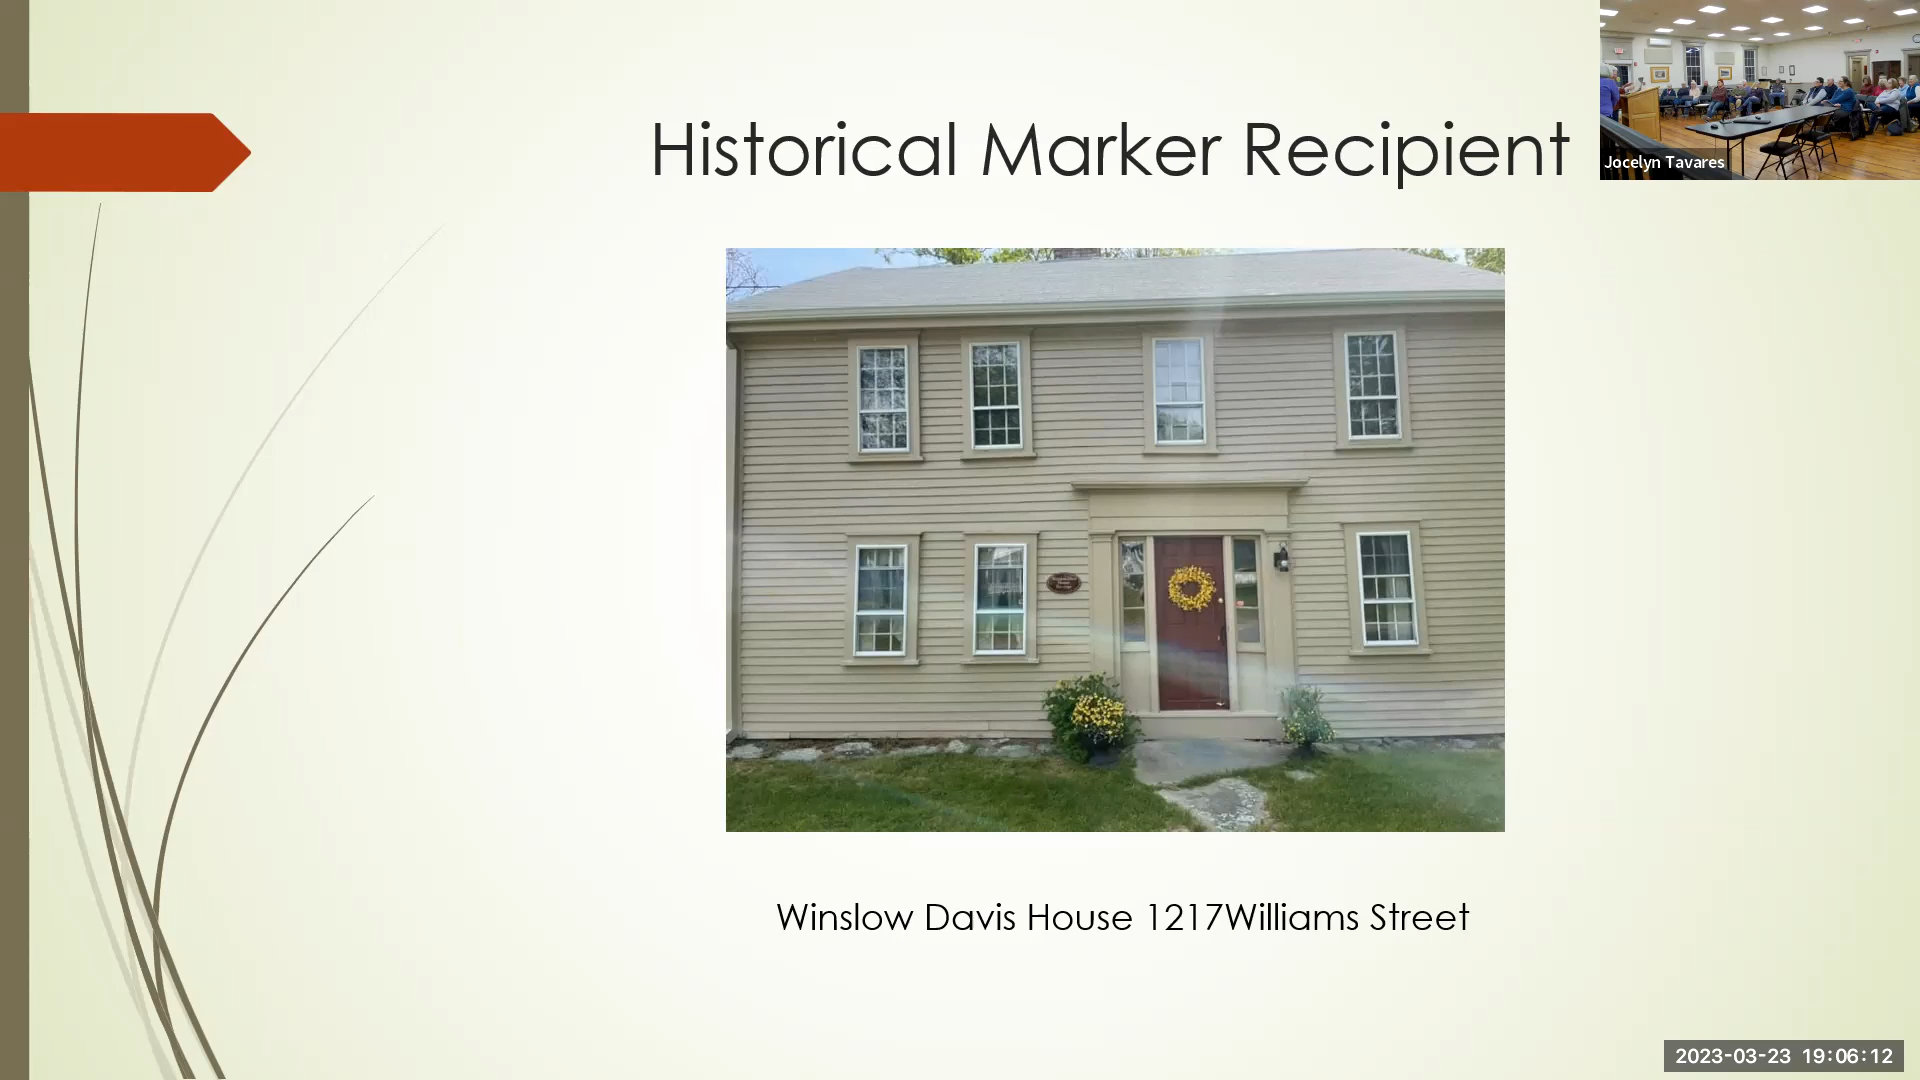 Historical Marker Recipient
Jocelyn Tavares
Winslow Davis House 1217Williams Street
2023-03-23 19:06:12